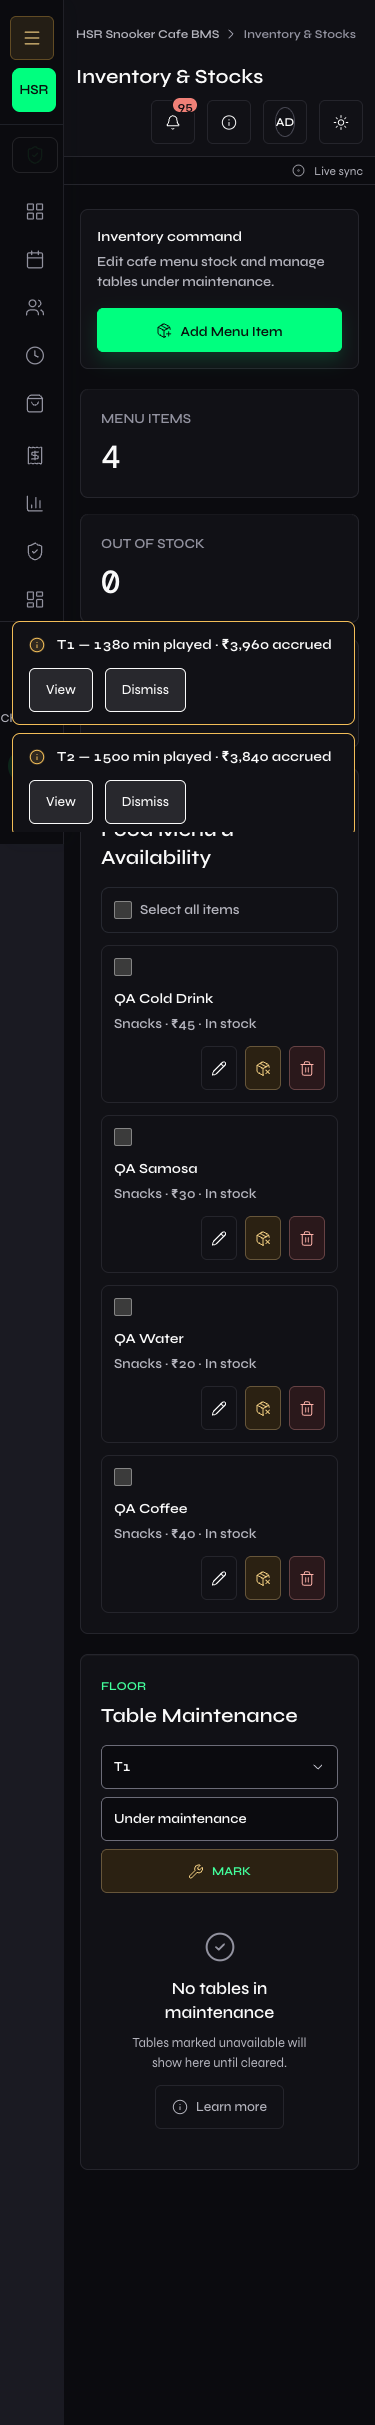 HSR Snooker Cafe BMS > Inventory & Stocks
HSR
Inventory & Stocks
95
AD
Live sync
Inventory command
Edit cafe menu stock and manage
tables under maintenance.
Add Menu Item
MENU ITEMS
4
OUT OF STOCK
0
T1 — 1380 min played · ₹3,960 accrued
View
Dismiss
T2 — 1500 min played · ₹3,840 accrued
View
Dismiss
Food Menu &
Availability
Select all items
QA Cold Drink
Snacks · ₹45 · In stock
QA Samosa
Snacks · ₹30 · In stock
QA Water
Snacks · ₹20 · In stock
QA Coffee
Snacks · ₹40 · In stock
FLOOR
Table Maintenance
T1
Under maintenance
MARK
No tables in
maintenance
Tables marked unavailable will
show here until cleared.
Learn more